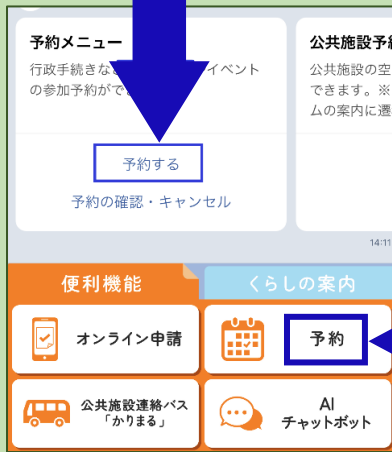 予約メニュー
行政手続きな
イベント
の参加予約がで
予約する
予約の確認・キャンセル
公共施設予
公共施設の空
できます。※
ムの案内に遷
14:11
便利機能
くらしの案内
オンライン申請
予約
公共施設連絡バス
「かりまる」
AI
チャットボット